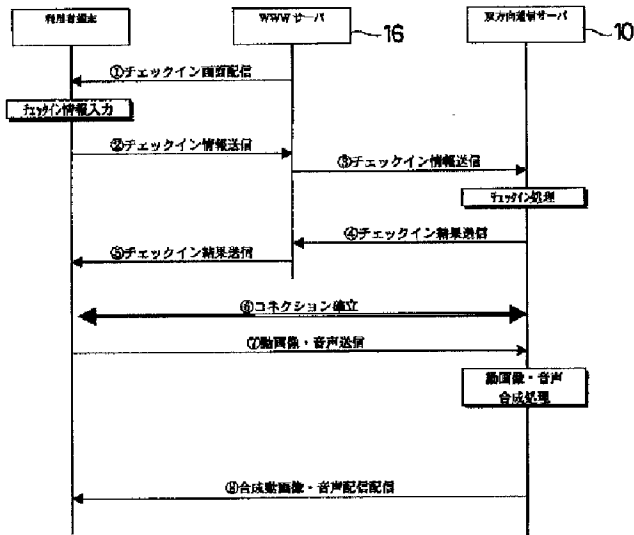 利用者端末
WWWサーバ
16
双方向通信サーバ
10
①チェックイン画面配信
チェックイン情報入力
②チェックイン情報送信
③チェックイン情報送信
チェックイン処理
④チェックイン結果送信
⑤チェックイン結果送信
⑥コネクション確立
⑦動画像・音声送信
動画像・音声
合成処理
⑧合成動画像・音声配信配信